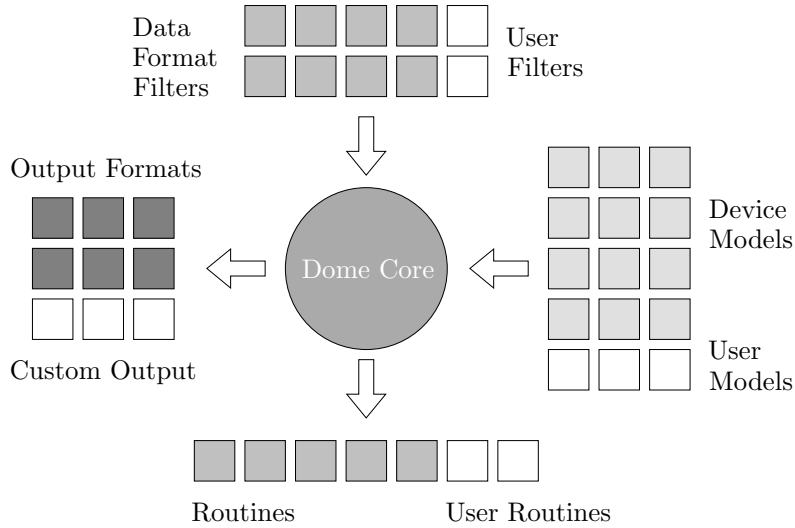 Data
Format
Filters
User
Filters
Output Formats
Device
Models
Dome Core
Custom Output
User
Models
Routines
User Routines